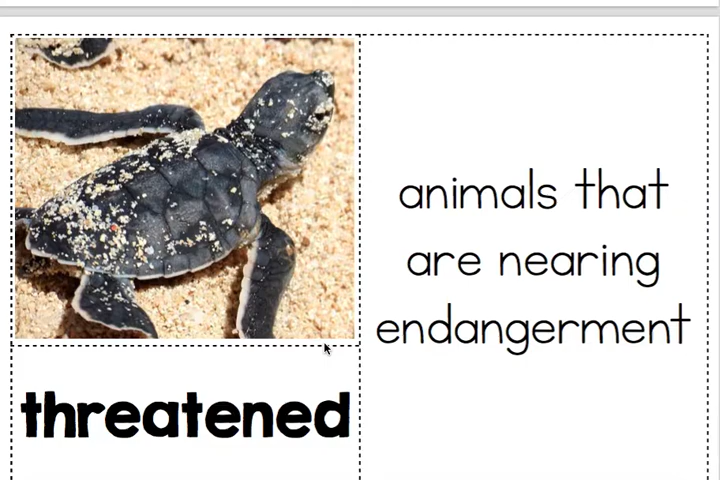 threatened
animals that
are nearing
endangerment